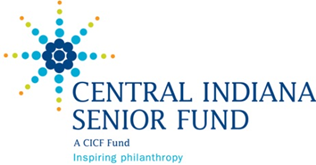 CENTRAL INDIANA
SENIOR FUND
A CICF Fund
Inspiring philanthropy